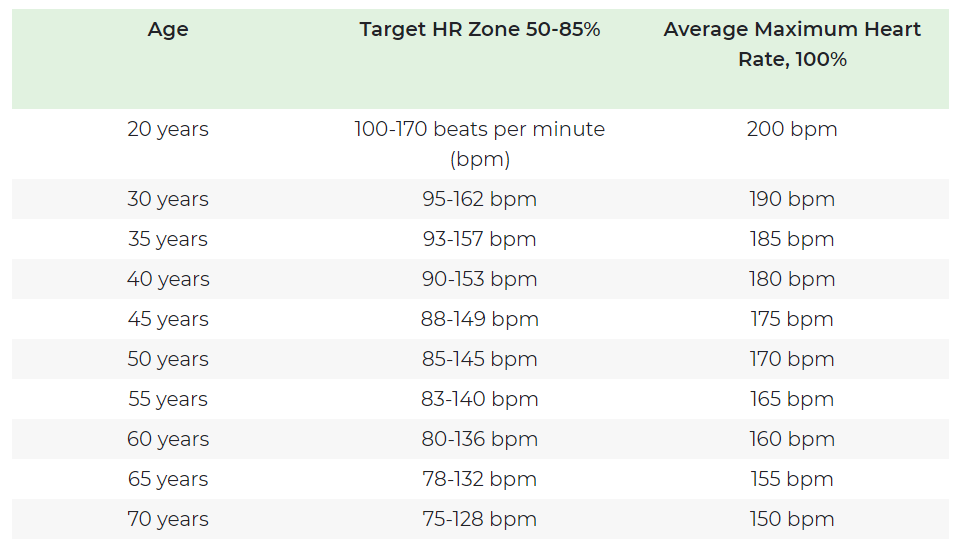 Age Target HR Zone 50-85% Average Maximum Heart
Rate, 100%
20 years 100-170 beats per minute 200 bpm
(bpm)
30 years 95-162 bpm 190 bpm
35 years 93-157 bpm 185 bpm
40 years 90-153 bpm 180 bpm
45 years 88-149 bpm 175 bpm
50 years 85-145 bpm 170 bpm
55 years 83-140 bpm 165 bpm
60 years 80-136 bpm 160 bpm
65 years 78-132 bpm 155 bpm
70 years 75-128 bpm 150 bpm